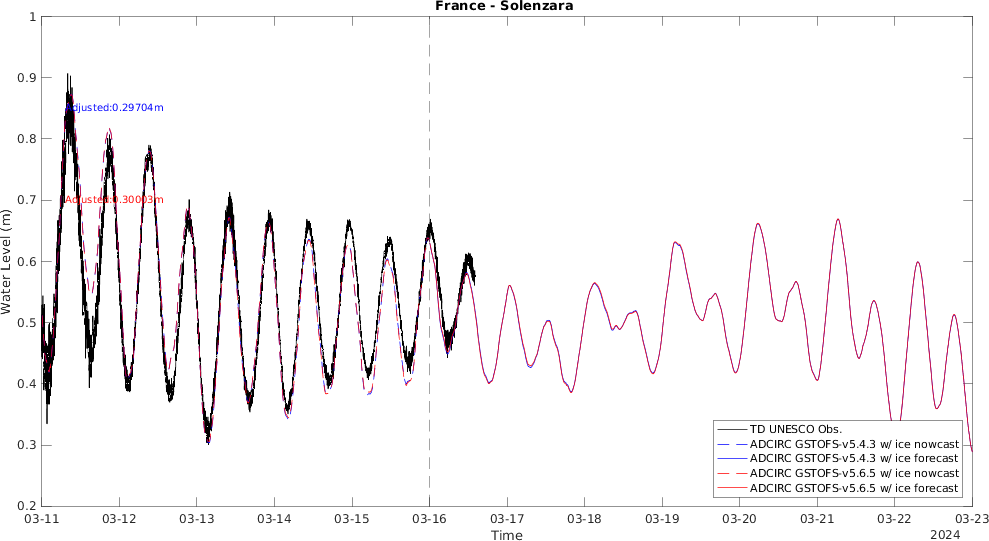 France - Solenzara
1
0.9
0.8
0.7
0.6
0.5
0.4
0.3
0.2
Water Level (m)
Adjusted:0.29704m
Adjusted:0.30003m
TD UNESCO Obs.
ADCIRC GSTOFS-v5.4.3 w/ ice nowcast
ADCIRC GSTOFS-v5.4.3 w/ ice forecast
ADCIRC GSTOFS-v5.6.5 w/ ice nowcast
ADCIRC GSTOFS-v5.6.5 w/ ice forecast
03-11 03-12 03-13 03-14 03-15 03-16 03-17 03-18 03-19 03-20 03-21 03-22 03-23
Time
2024